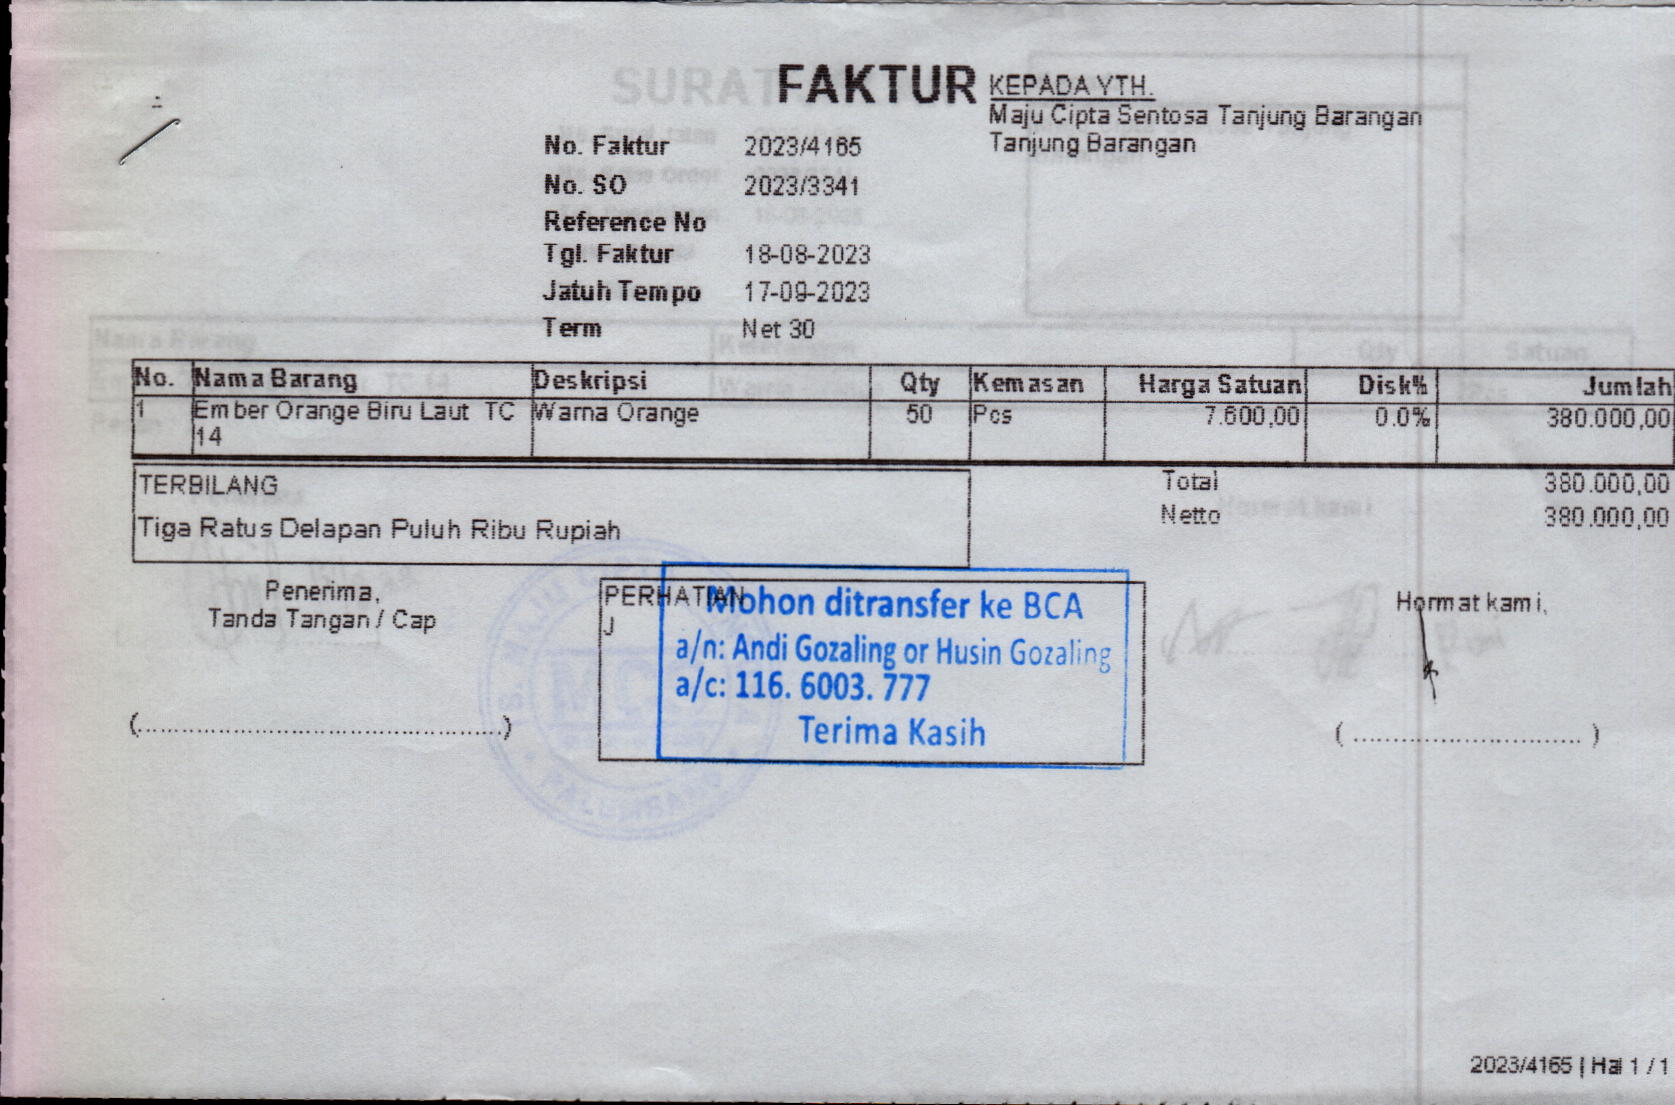 FAKTUR
KEPADA YTH.
Maju Cipta Sentosa Tanjung Barangan
Tanjung Barangan
No. Faktur 2023/4165
No. SO 2023/3341
Reference No
Tgl. Faktur 18-08-2023
Jatuh Tempo 17-09-2023
Term Net 30
No. Nama Barang Deskripsi Qty Kemasan Harga Satuan Disk% Jumlah
1 Ember Orange Biru Laut TC Warna Orange 50 Pcs 7.600,00 0.0% 380.000,00
14
TERBILANG
Tiga Ratus Delapan Puluh Ribu Rupiah
Total 380.000,00
Netto 380.000,00
Penerima,
Tanda Tangan / Cap
(................................................)
PERHATIAN
J
Mohon ditransfer ke BCA
a/n: Andi Gozaling or Husin Gozaling
a/c: 116. 6003. 777
Terima Kasih
Hormat kami,
( .............................. )
2023/4165 | Hal 1 / 1